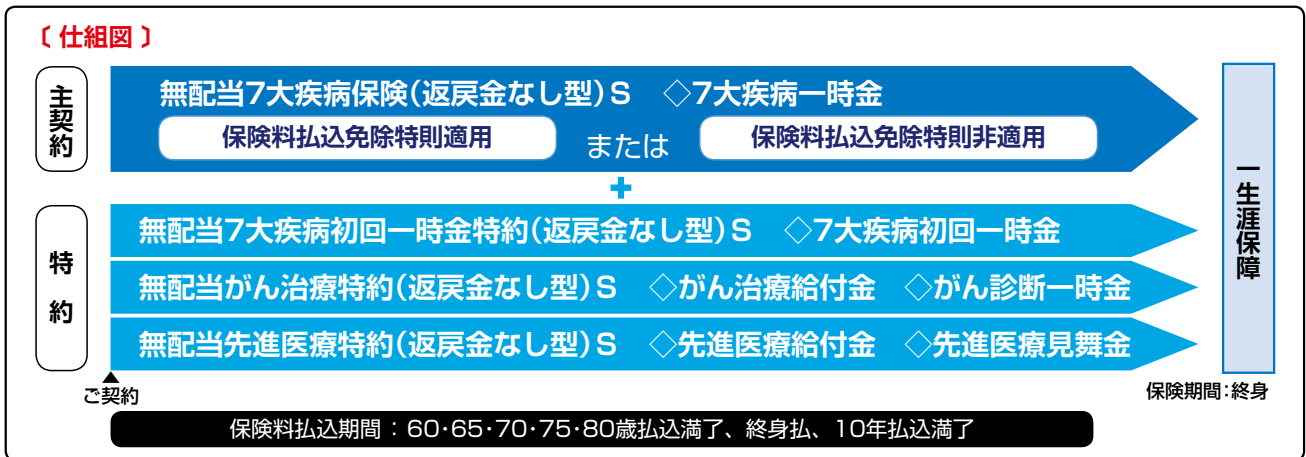 〔 仕組図 〕
主契約
無配当7大疾病保険(返戻金なし型)S ◇7大疾病一時金
保険料払込免除特則適用 または 保険料払込免除特則非適用
+
特約
無配当7大疾病初回一時金特約(返戻金なし型)S ◇7大疾病初回一時金
無配当がん治療特約(返戻金なし型)S ◇がん治療給付金 ◇がん診断一時金
無配当先進医療特約(返戻金なし型)S ◇先進医療給付金 ◇先進医療見舞金
一生涯保障
▲
ご契約
保険期間:終身
保険料払込期間：60・65・70・75・80歳払込満了、終身払、10年払込満了